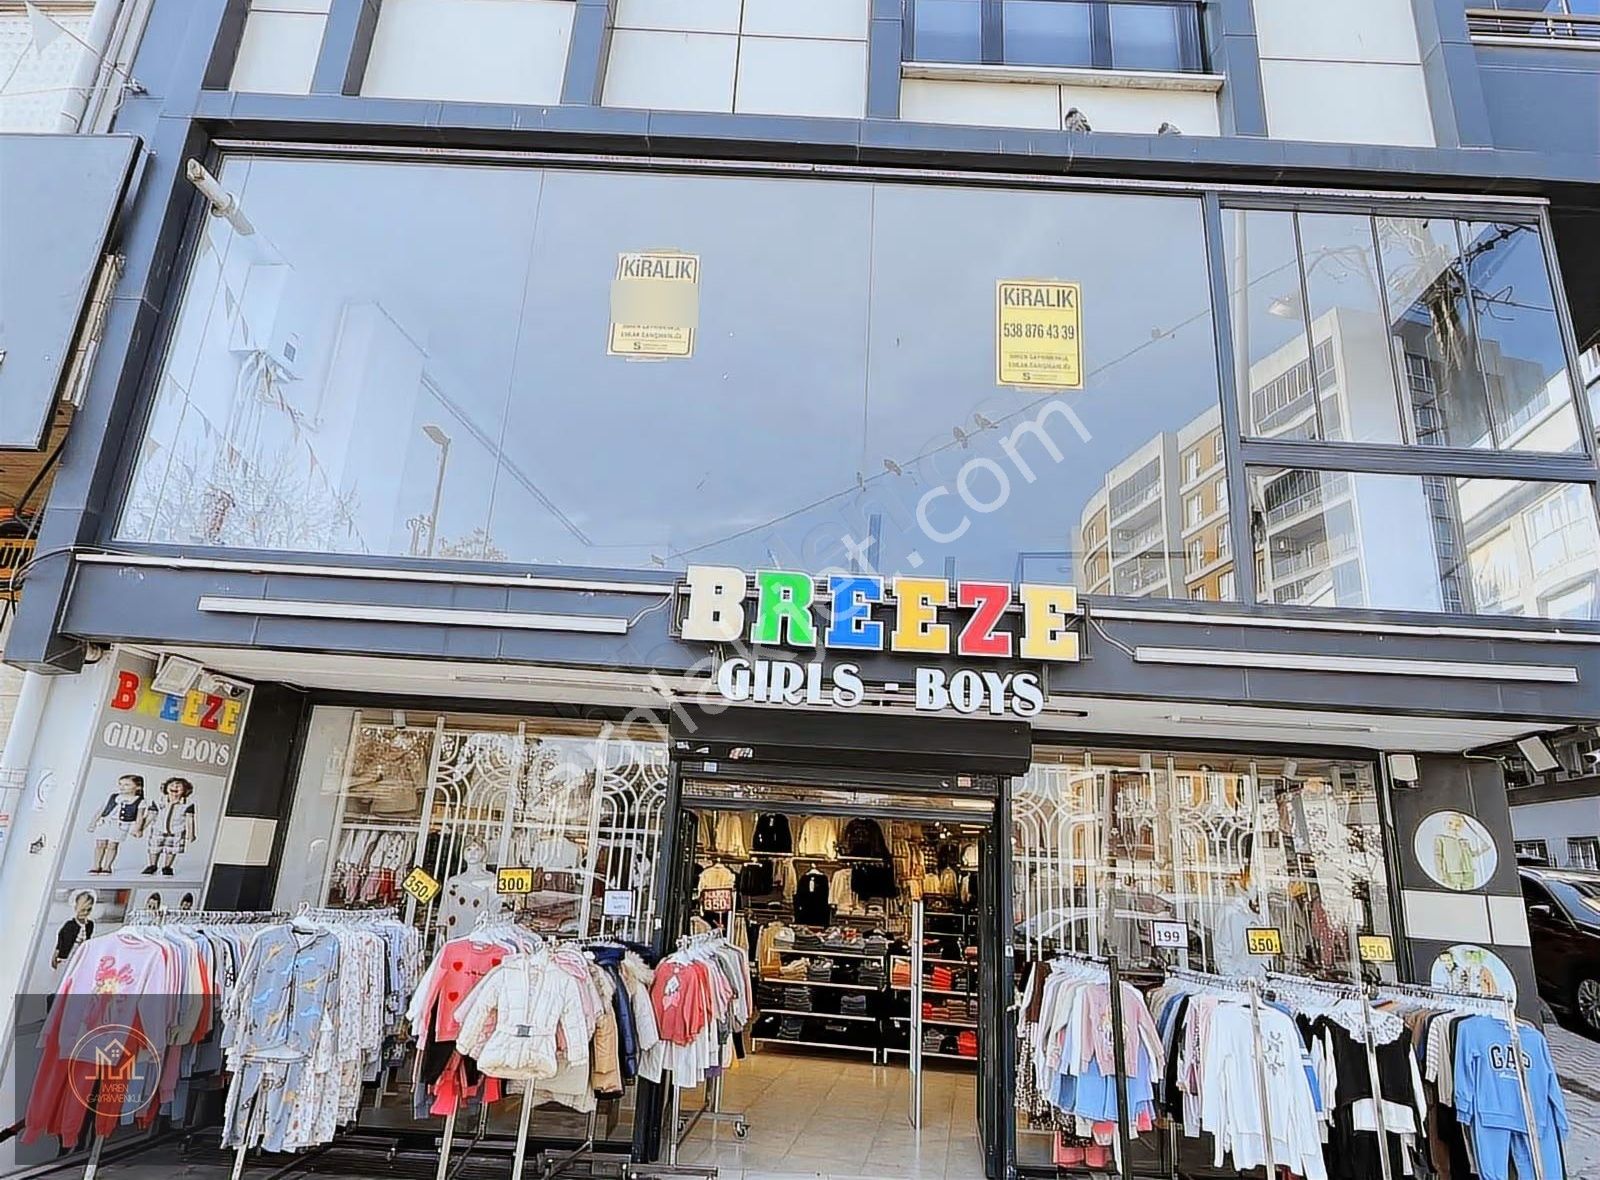 KİRALIK
KİRALIK
538 876 43 39
BREEZE
GIRLS - BOYS
BREEZE
GIRLS - BOYS
350
300
350
199
350
350
GAP
İMREN
GAYRİMENKUL
emlakjet.com